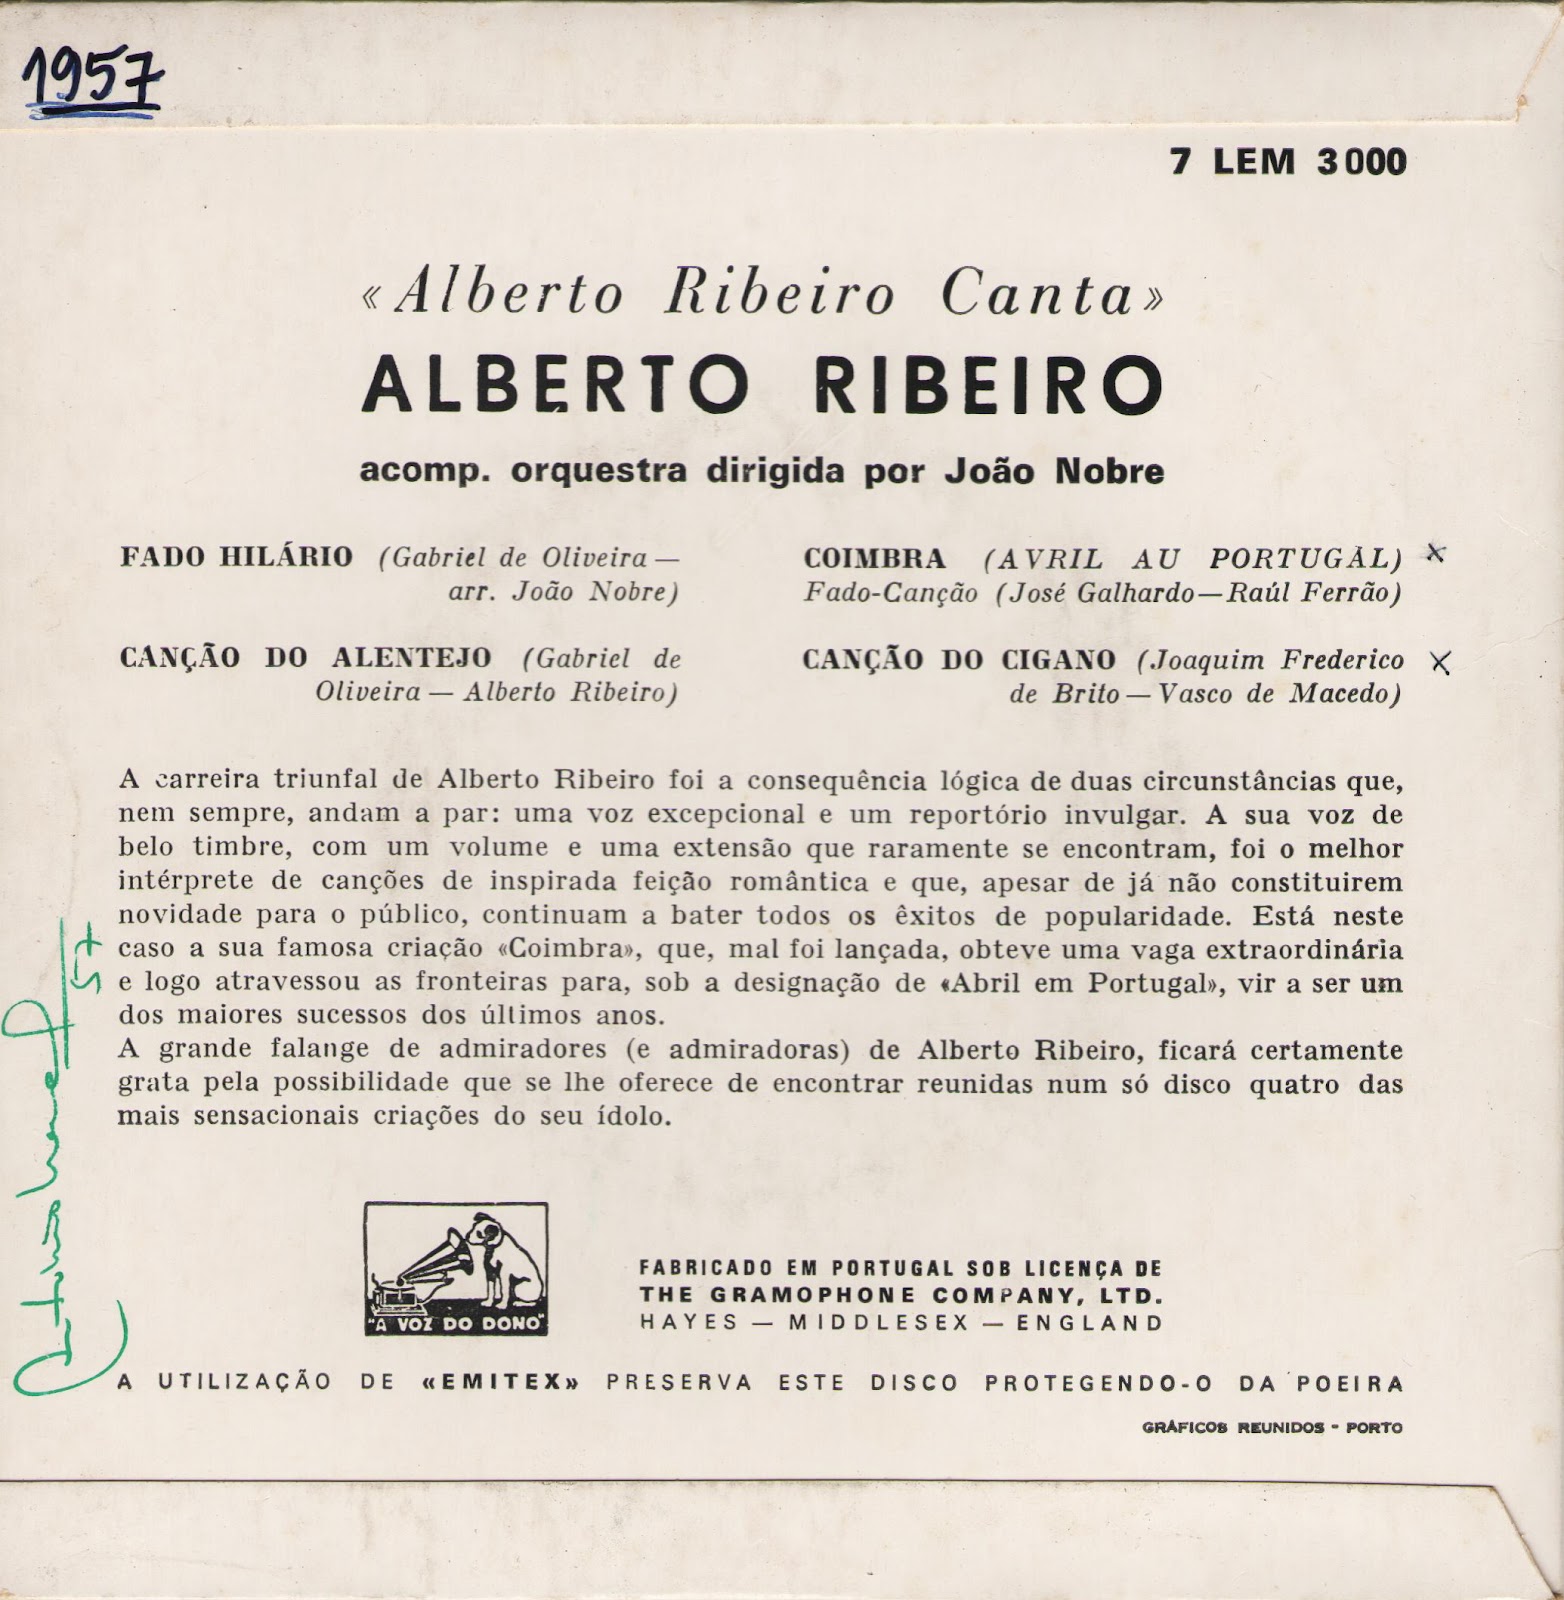 1957
7 LEM 3000
«Alberto Ribeiro Canta»
ALBERTO RIBEIRO
acomp. orquestra dirigida por João Nobre
FADO HILÁRIO (Gabriel de Oliveira —
arr. João Nobre)
CANÇÃO DO ALENTEJO (Gabriel de
Oliveira — Alberto Ribeiro)
COIMBRA (AVRIL AU PORTUGAL) x
Fado-Canção (José Galhardo—Raúl Ferrão)
CANÇÃO DO CIGANO (Joaquim Frederico x
de Brito — Vasco de Macedo)
A carreira triunfal de Alberto Ribeiro foi a consequência lógica de duas circunstâncias que,
nem sempre, andam a par: uma voz excepcional e um reportório invulgar. A sua voz de
belo timbre, com um volume e uma extensão que raramente se encontram, foi o melhor
intérprete de canções de inspirada feição romântica e que, apesar de já não constituirem
novidade para o público, continuam a bater todos os êxitos de popularidade. Está neste
caso a sua famosa criação «Coimbra», que, mal foi lançada, obteve uma vaga extraordinária
e logo atravessou as fronteiras para, sob a designação de «Abril em Portugal», vir a ser um
dos maiores sucessos dos últimos anos.
A grande falange de admiradores (e admiradoras) de Alberto Ribeiro, ficará certamente
grata pela possibilidade que se lhe oferece de encontrar reunidas num só disco quatro das
mais sensacionais criações do seu ídolo.
57
"A VOZ DO DONO"
FABRICADO EM PORTUGAL SOB LICENÇA DE
THE GRAMOPHONE COMPANY, LTD.
HAYES — MIDDLESEX — ENGLAND
A UTILIZAÇÃO DE «EMITEX» PRESERVA ESTE DISCO PROTEGENDO-O DA POEIRA
GRÁFICOS REUNIDOS - PORTO